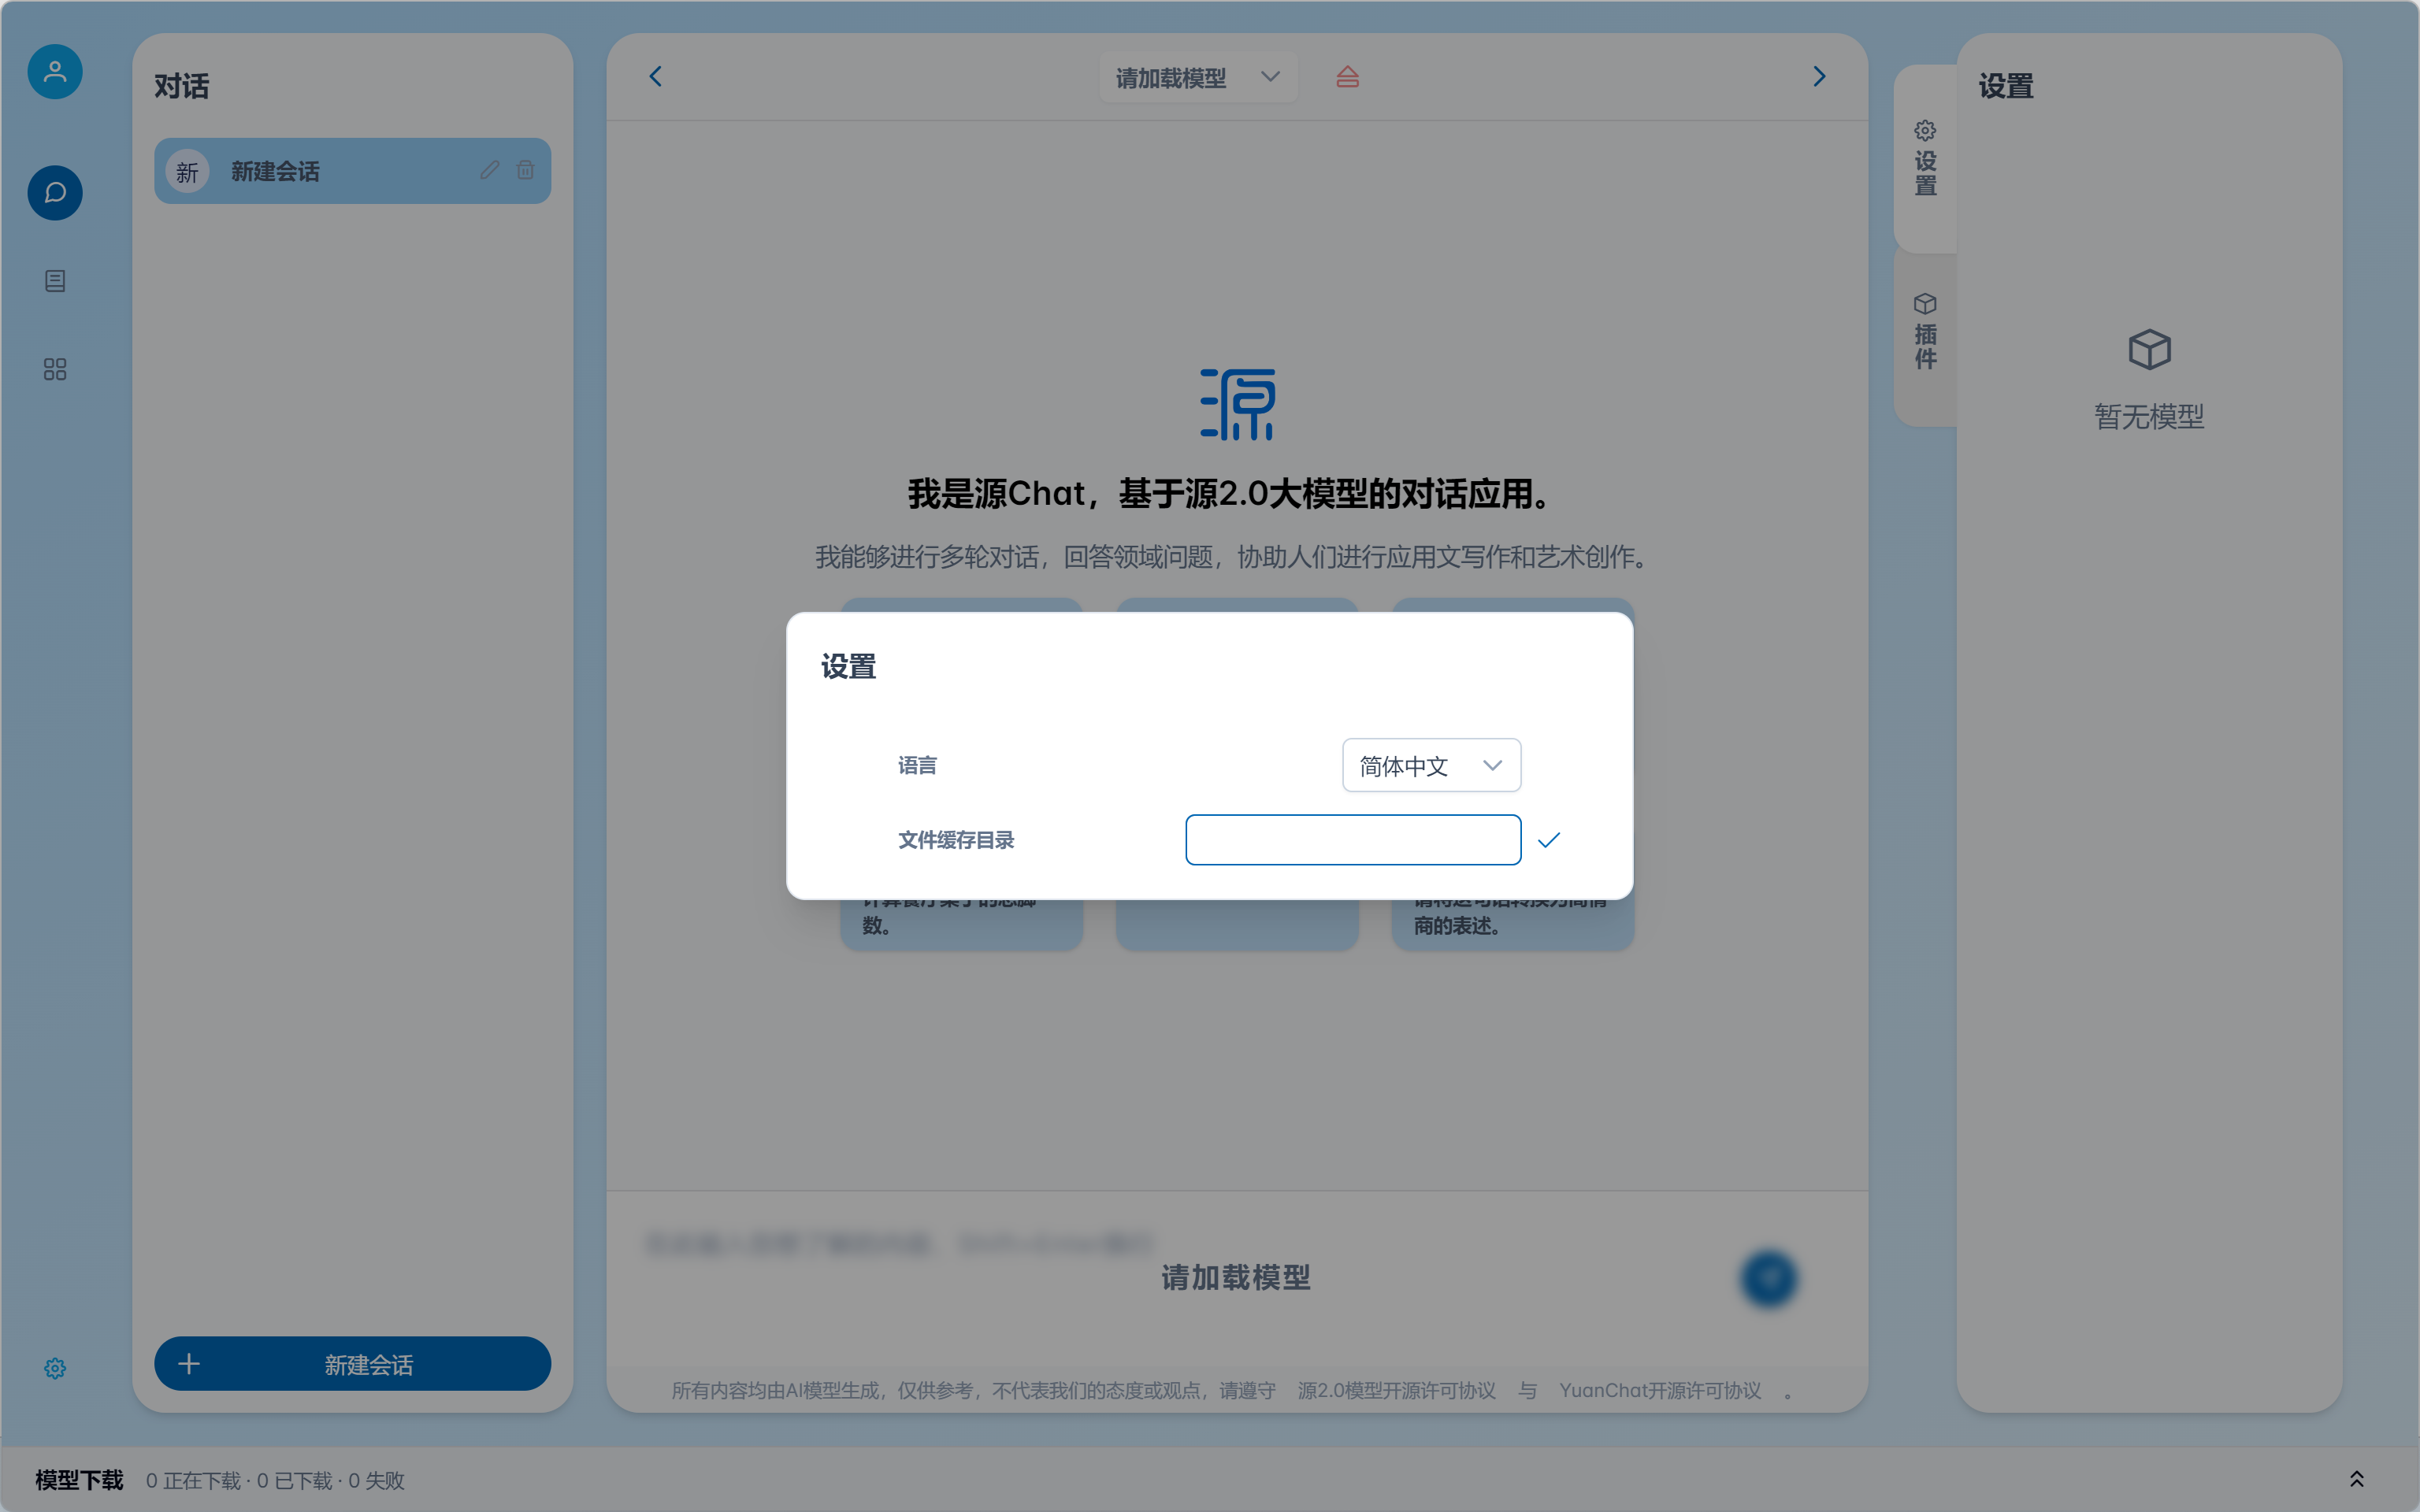 对话
新
新建会话
新建会话
请加载模型
源
我是源Chat，基于源2.0大模型的对话应用。
我能够进行多轮对话，回答领域问题，协助人们进行应用文写作和艺术创作。
设置
语言
简体中文
文件缓存目录
数。
商的表述。
请加载模型
所有内容均由AI模型生成，仅供参考，不代表我们的态度或观点，请遵守 源2.0模型开源许可协议 与 YuanChat开源许可协议 。
设置
插件
设置
暂无模型
模型下载 0 正在下载 · 0 已下载 · 0 失败